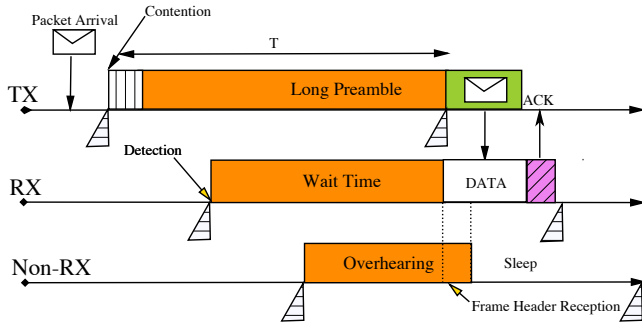 Packet Arrival
Contention
T
TX
Long Preamble
ACK
Detection
RX
Wait Time
DATA
Non-RX
Overhearing
Sleep
Frame Header Reception